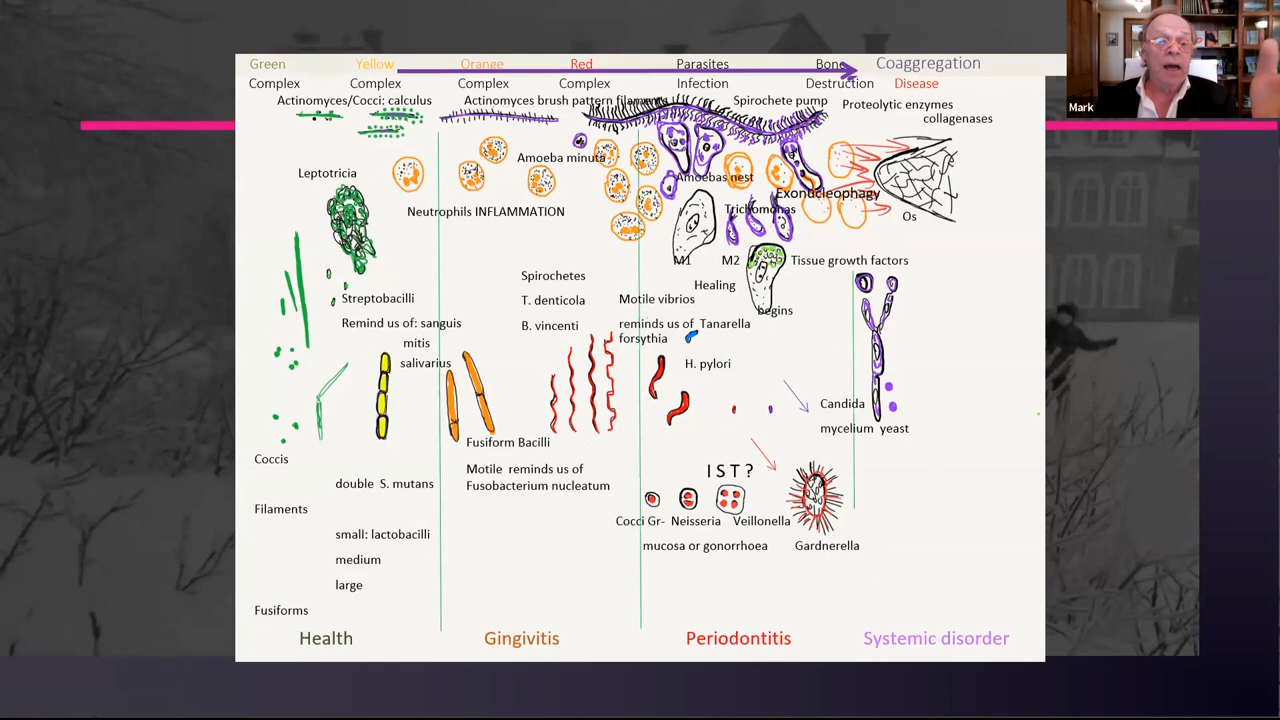 Green Yellow Orange Red Parasites Bone Coaggregation
Complex Complex Complex Complex Infection Destruction Disease
Actinomyces/Cocci: calculus Actinomyces brush pattern filaments Spirochete pump Proteolytic enzymes
collagenases
Mark
Amoeba minuta
Leptotricia Amoebas nest
Exonucleophagy
Neutrophils INFLAMMATION Trichomonas Os
M1 M2 Tissue growth factors
Spirochetes Healing
Streptobacilli T. denticola Motile vibrios begins
Remind us of: sanguis B. vincenti reminds us of Tanarella
mitis forsythia
salivarius H. pylori
Candida
mycelium yeast
Fusiform Bacilli
Coccis Motile reminds us of IST?
double S. mutans Fusobacterium nucleatum
Filaments Cocci Gr- Neisseria Veillonella
small: lactobacilli mucosa or gonorrhoea Gardnerella
medium
large
Fusiforms
Health Gingivitis Periodontitis Systemic disorder